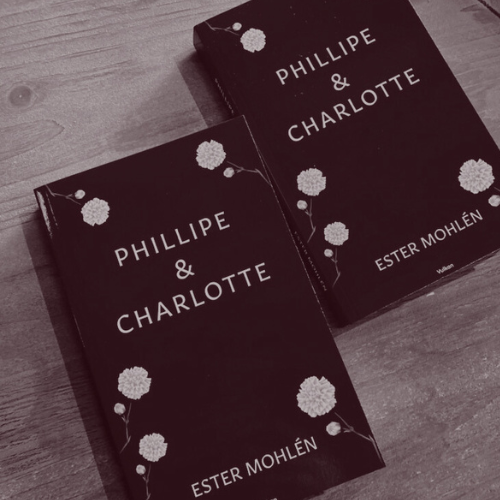 PHILLIPE
&
CHARLOTTE
ESTER MOHLÉN
PHILLIPE
&
CHARLOTTE
ESTER MOHLÉN
Vulkan